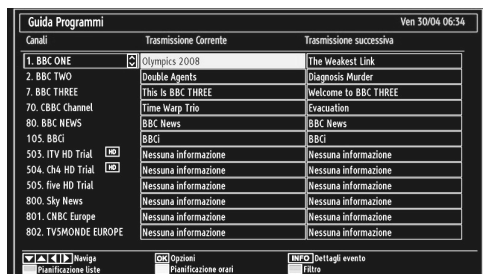 Guida Programmi Ven 30/04 06:34
Canali Trasmissione Corrente Trasmissione successiva
1. BBC ONE Olympics 2008 The Weakest Link
2. BBC TWO Double Agents Diagnosis Murder
7. BBC THREE This Is BBC THREE Welcome to BBC THREE
70. CBBC Channel Time Warp Trio Evacuation
80. BBC NEWS BBC News BBC News
105. BBCi BBCi BBCi
503. ITV HD Trial HD Nessuna informazione Nessuna informazione
504. Ch4 HD Trial HD Nessuna informazione Nessuna informazione
505. five HD Trial Nessuna informazione Nessuna informazione
800. Sky News Nessuna informazione Nessuna informazione
801. CNBC Europe Nessuna informazione Nessuna informazione
802. TV5MONDE EUROPE Nessuna informazione Nessuna informazione
Naviga OK Opzioni INFO Dettagli evento
Pianificazione liste Pianificazione orari Filtro